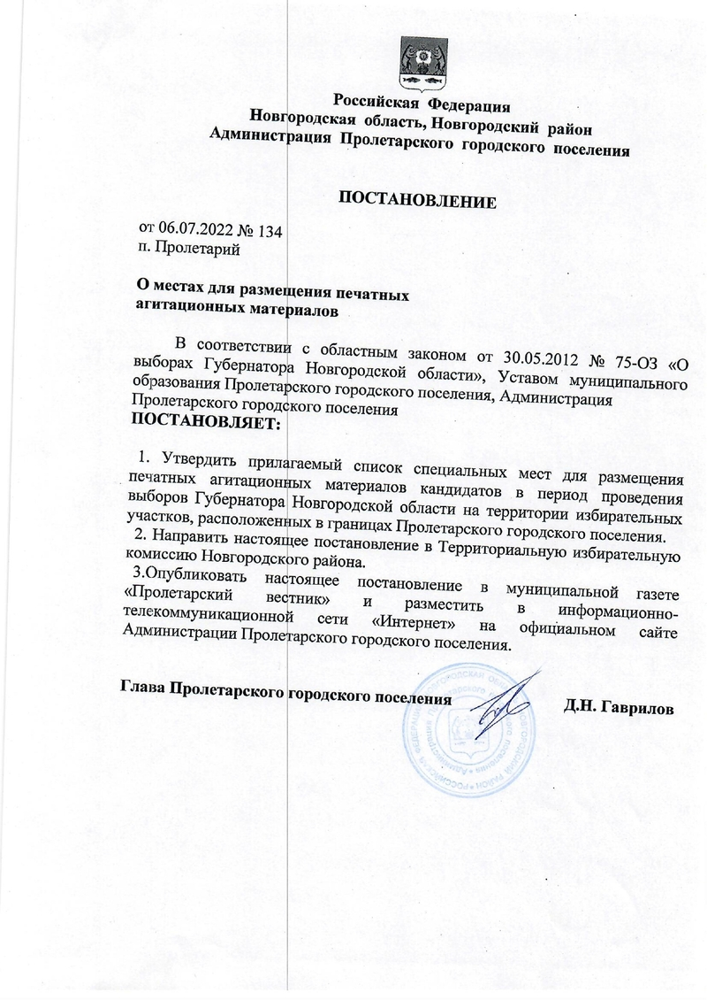 Российская Федерация
Новгородская область, Новгородский район
Администрация Пролетарского городского поселения
ПОСТАНОВЛЕНИЕ
от 06.07.2022 № 134
п. Пролетарий
О местах для размещения печатных
агитационных материалов
В соответствии с областным законом от 30.05.2012 № 75-ОЗ «О
выборах Губернатора Новгородской области», Уставом муниципального
образования Пролетарского городского поселения, Администрация
Пролетарского городского поселения
ПОСТАНОВЛЯЕТ:
1. Утвердить прилагаемый список специальных мест для размещения
печатных агитационных материалов кандидатов в период проведения
выборов Губернатора Новгородской области на территории избирательных
участков, расположенных в границах Пролетарского городского поселения.
2. Направить настоящее постановление в Территориальную избирательную
комиссию Новгородского района.
3.Опубликовать настоящее постановление в муниципальной газете
«Пролетарский вестник» и разместить в информационно-
телекоммуникационной сети «Интернет» на официальном сайте
Администрации Пролетарского городского поселения.
Глава Пролетарского городского поселения Д.Н. Гаврилов
РОССИЙСКАЯ ФЕДЕРАЦИЯ НОВГОРОДСКАЯ НОВГОРОДСКИЙ РАЙОН
Администрация Пролетарского поселения